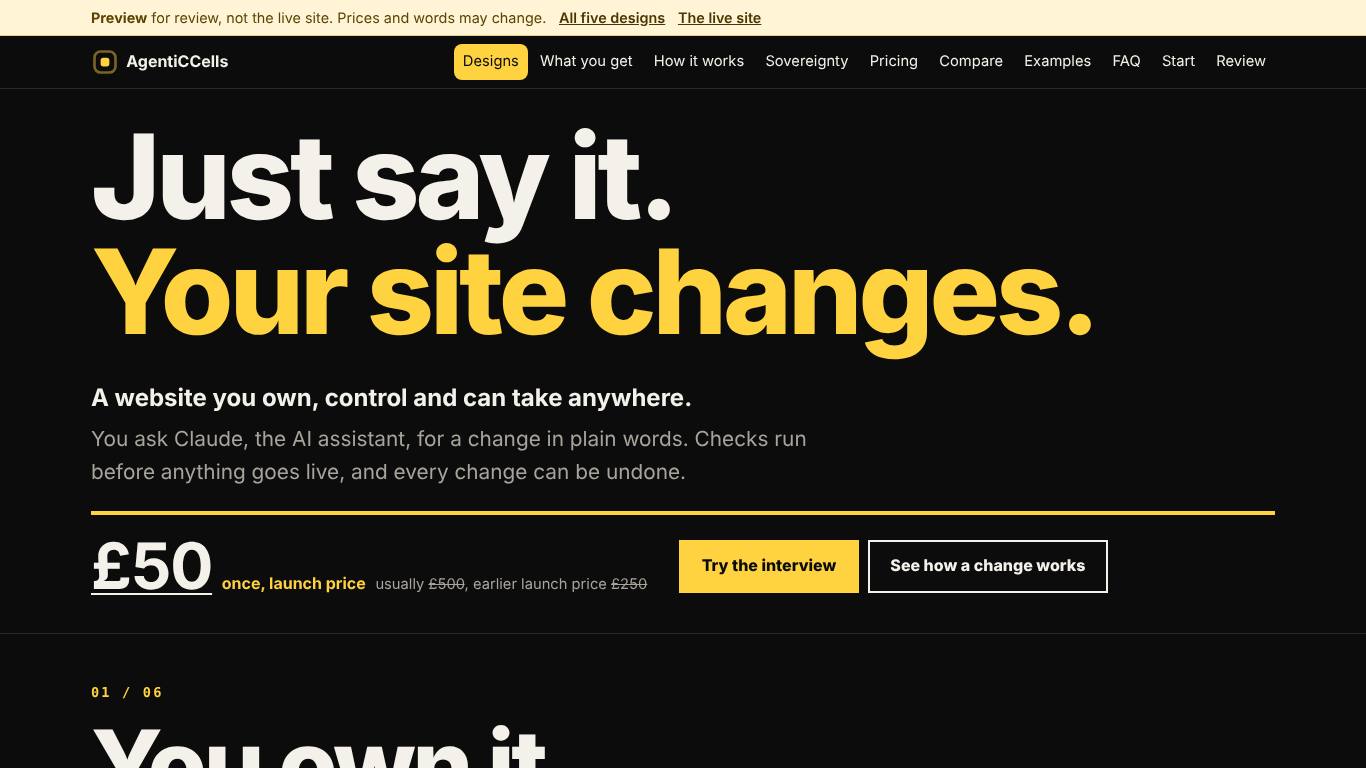 Preview for review, not the live site. Prices and words may change. All five designs The live site
AgentiCCells
Designs What you get How it works Sovereignty Pricing Compare Examples FAQ Start Review
Just say it.
Your site changes.
A website you own, control and can take anywhere.
You ask Claude, the AI assistant, for a change in plain words. Checks run
before anything goes live, and every change can be undone.
£50 once, launch price usually £500, earlier launch price £250
Try the interview
See how a change works
01 / 06
You own it